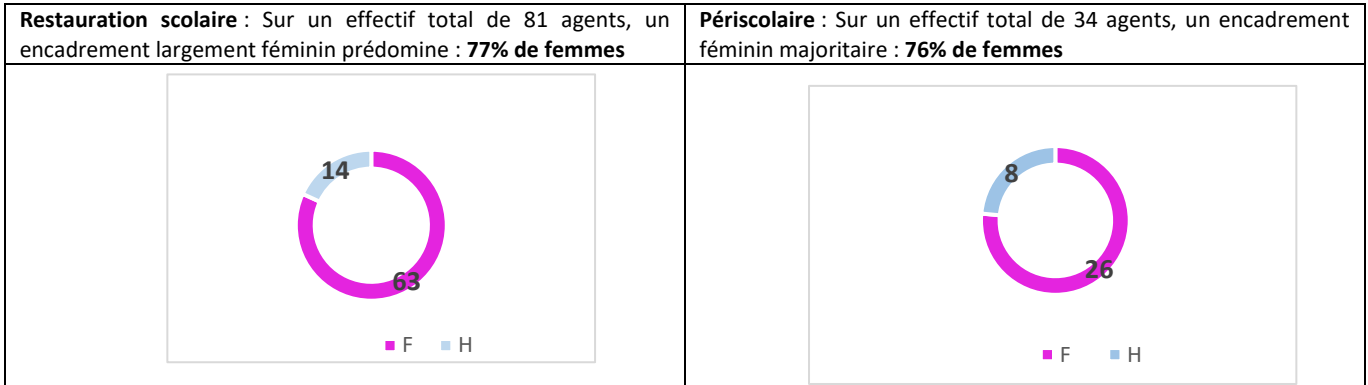 Restauration scolaire : Sur un effectif total de 81 agents, un
encadrement largement féminin prédomine : 77% de femmes
Périscolaire : Sur un effectif total de 34 agents, un encadrement
féminin majoritaire : 76% de femmes
14
63
F H
8
26
F H